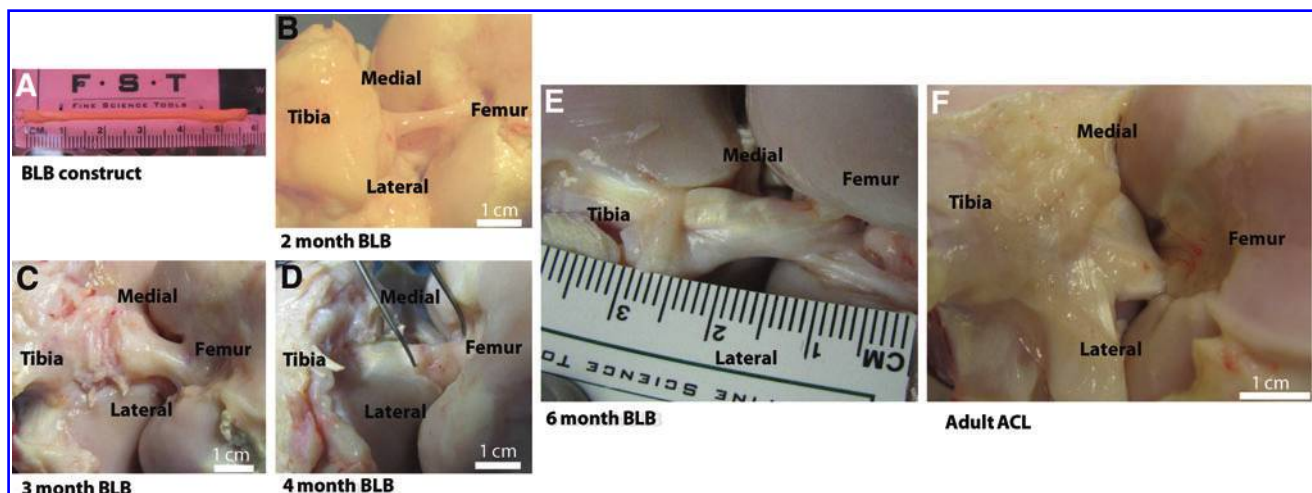 A
F·S·T
FINE SCIENCE TOOLS
CM 1 2 3 4 5 6
BLB construct
B
Medial
Tibia
Femur
Lateral
1 cm
2 month BLB
C
Medial
Tibia
Femur
Lateral
1 cm
3 month BLB
D
Medial
Tibia
Femur
Lateral
1 cm
4 month BLB
E
Medial
Femur
Tibia
3 2 1 CM
Lateral
INE SCIENCE TO
6 month BLB
F
Medial
Tibia
Femur
Lateral
1 cm
Adult ACL